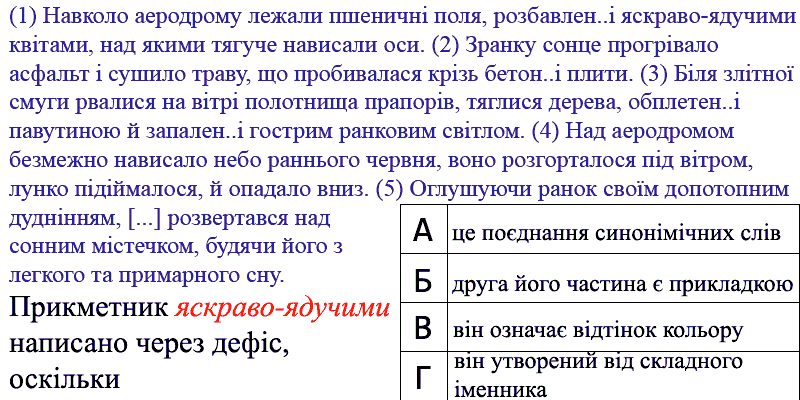 (1) Навколо аеродрому лежали пшеничні поля, розбавлен..і яскраво-ядучими
квітами, над якими тягуче нависали оси. (2) Зранку сонце прогрівало
асфальт і сушило траву, що пробивалася крізь бетон..і плити. (3) Біля злітної
смуги рвалися на вітрі полотнища прапорів, тяглися дерева, обплетен..і
павутиною й запален..і гострим ранковим світлом. (4) Над аеродромом
безмежно нависало небо раннього червня, воно розгорталося під вітром,
лунко підіймалося, й опадало вниз. (5) Оглушуючи ранок своїм допотопним
дуднінням, [...] розвертався над
сонним містечком, будячи його з
легкого та примарного сну.
Прикметник яскраво-ядучими
написано через дефіс,
оскільки
А це поєднання синонімічних слів
Б друга його частина є прикладкою
В він означає відтінок кольору
Г він утворений від складного
іменника